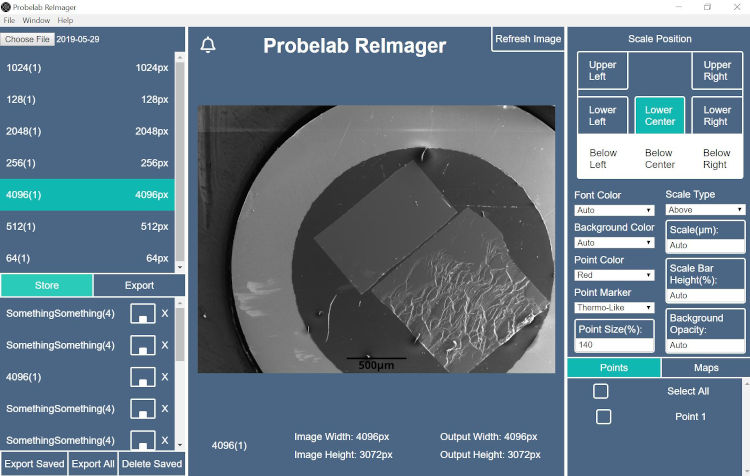 Probelab ReImager
File Window Help
Choose File 2019-05-29
1024(1) 1024px
128(1) 128px
2048(1) 2048px
256(1) 256px
4096(1) 4096px
512(1) 512px
64(1) 64px
Store Export
SomethingSomething(4) X
SomethingSomething(4) X
4096(1) X
SomethingSomething(4) X
SomethingSomething(4) X
Export Saved Export All Delete Saved
Probelab ReImager
Refresh Image
500μm
4096(1)
Image Width: 4096px Output Width: 4096px
Image Height: 3072px Output Height: 3072px
Scale Position
Upper Left
Upper Right
Lower Left
Lower Center
Lower Right
Below Left
Below Center
Below Right
Font Color
Auto
Background Color
Auto
Point Color
Red
Point Marker
Thermo-Like
Point Size(%):
140
Scale Type
Above
Scale(μm):
Auto
Scale Bar
Height(%):
Auto
Background
Opacity:
Auto
Points Maps
Select All
Point 1